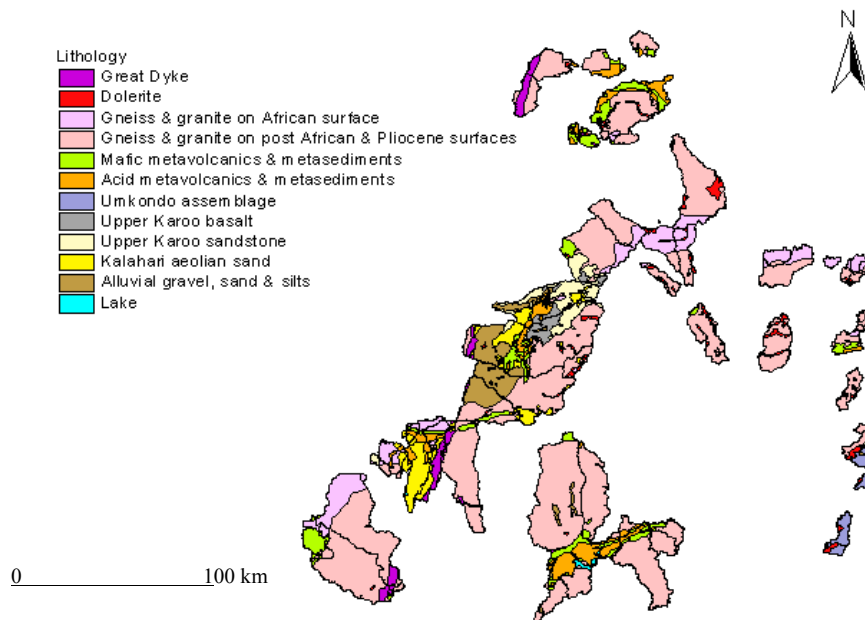 N
Lithology
Great Dyke
Dolerite
Gneiss & granite on African surface
Gneiss & granite on post African & Pliocene surfaces
Mafic metavolcanics & metasediments
Acid metavolcanics & metasediments
Umkondo assemblage
Upper Karoo basalt
Upper Karoo sandstone
Kalahari aeolian sand
Alluvial gravel, sand & silts
Lake
0 100 km